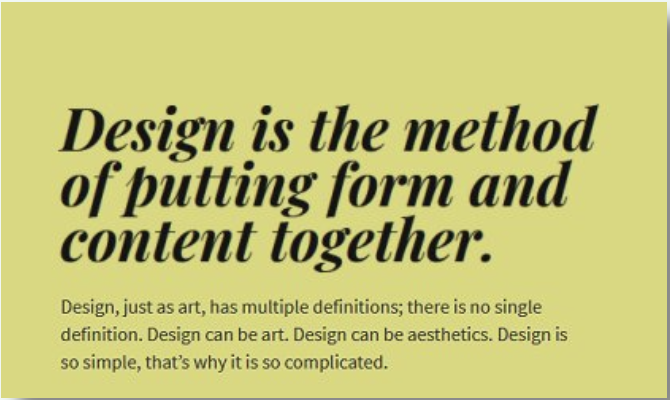 Design is the method
of putting form and
content together.
Design, just as art, has multiple definitions; there is no single
definition. Design can be art. Design can be aesthetics. Design is
so simple, that’s why it is so complicated.